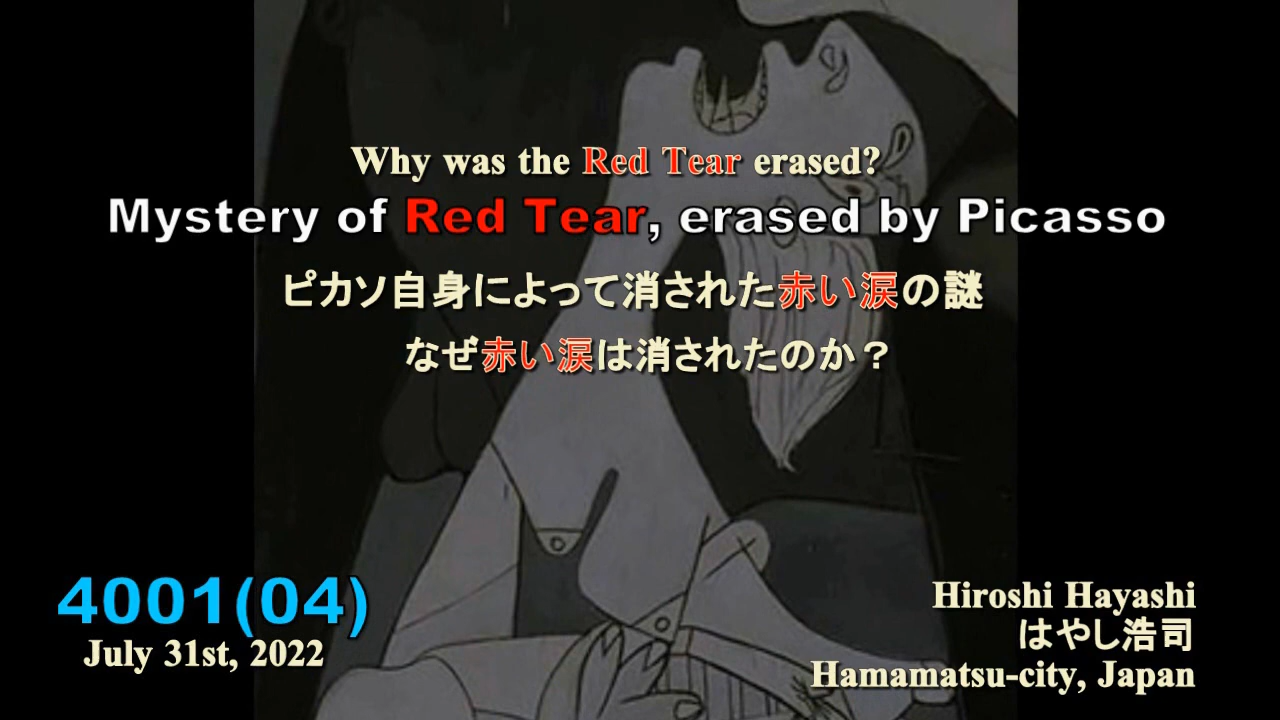 Why was the Red Tear erased?
Mystery of Red Tear, erased by Picasso
ピカソ自身によって消された赤い涙の謎
なぜ赤い涙は消されたのか？
4001(04)
July 31st, 2022
Hiroshi Hayashi
はやし浩司
Hamamatsu-city, Japan